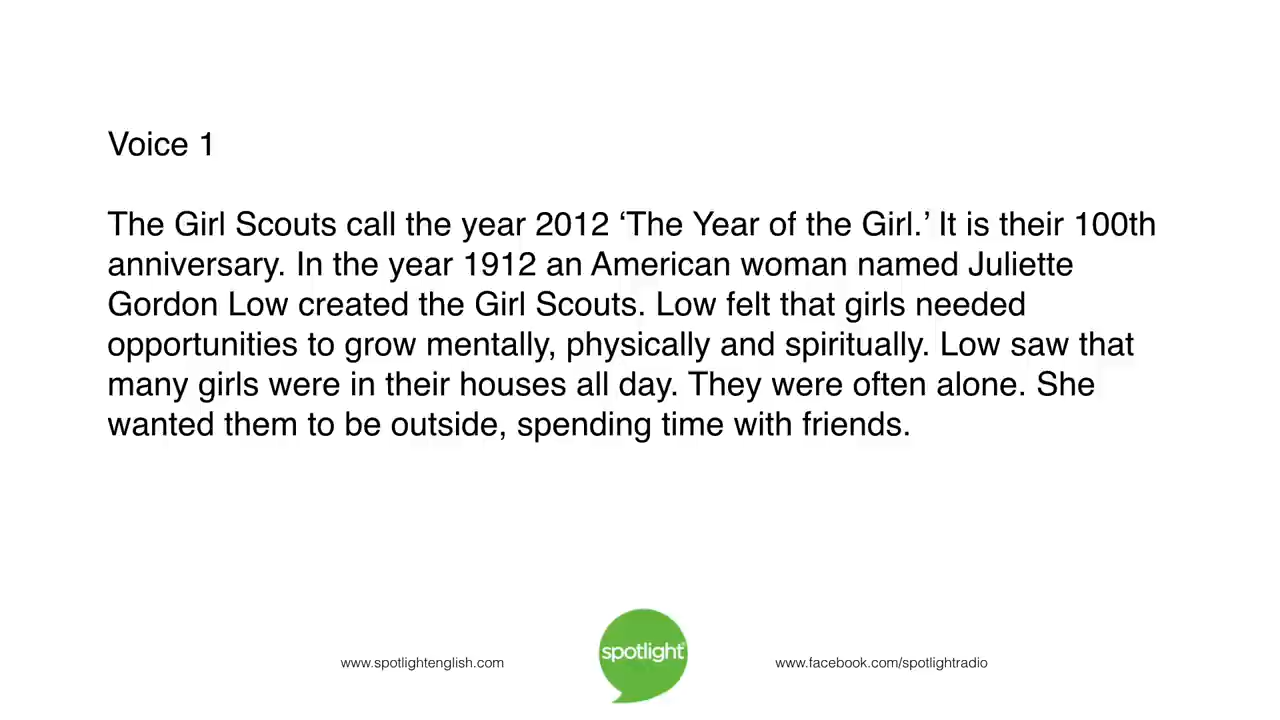 Voice 1
The Girl Scouts call the year 2012 ‘The Year of the Girl.’ It is their 100th
anniversary. In the year 1912 an American woman named Juliette
Gordon Low created the Girl Scouts. Low felt that girls needed
opportunities to grow mentally, physically and spiritually. Low saw that
many girls were in their houses all day. They were often alone. She
wanted them to be outside, spending time with friends.
www.spotlightenglish.com
spotlight
www.facebook.com/spotlightradio